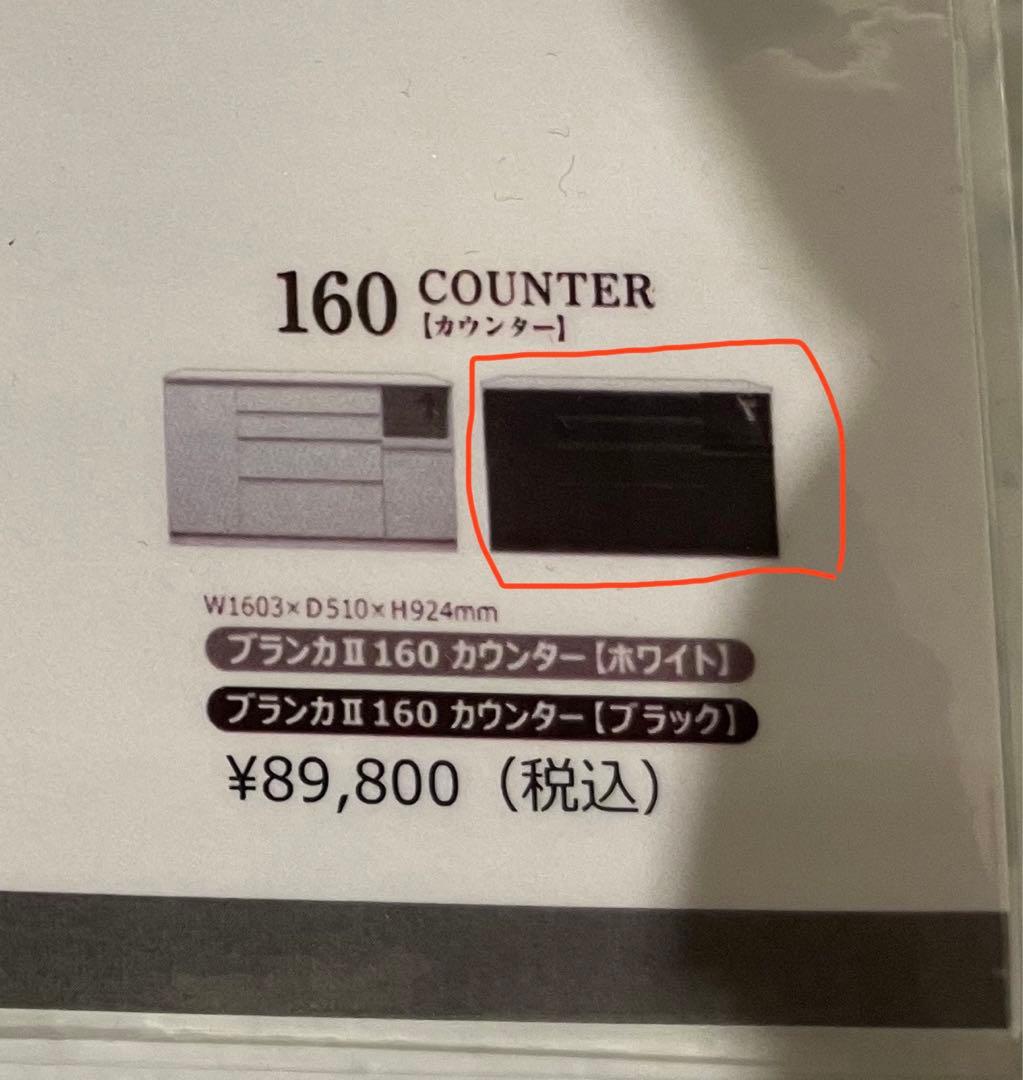 160 COUNTER
【カウンター】
W1603×D510×H924mm
ブランカⅡ160 カウンター【ホワイト】
ブランカⅡ160 カウンター【ブラック】
¥89,800（税込）